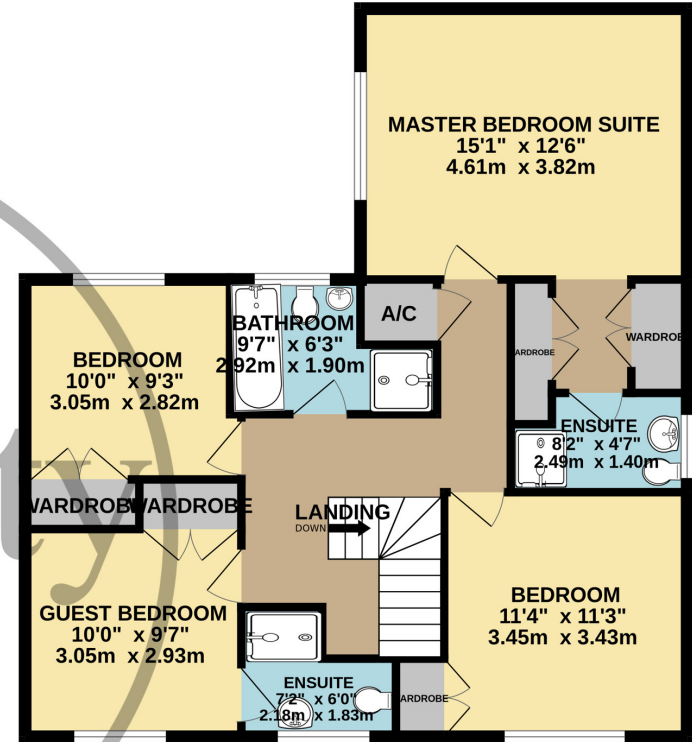 MASTER BEDROOM SUITE
15'1" x 12'6"
4.61m x 3.82m
A/C
BATHROOM
9'7" x 6'3"
2.92m x 1.90m
BEDROOM
10'0" x 9'3"
3.05m x 2.82m
ARDROBE
WARDROBE
ENSUITE
8'2" x 4'7"
2.49m x 1.40m
WARDROBE
WARDROBE
LANDING
DOWN
GUEST BEDROOM
10'0" x 9'7"
3.05m x 2.93m
BEDROOM
11'4" x 11'3"
3.45m x 3.43m
ENSUITE
7'2" x 6'0"
2.18m x 1.83m
ARDROBE
ty